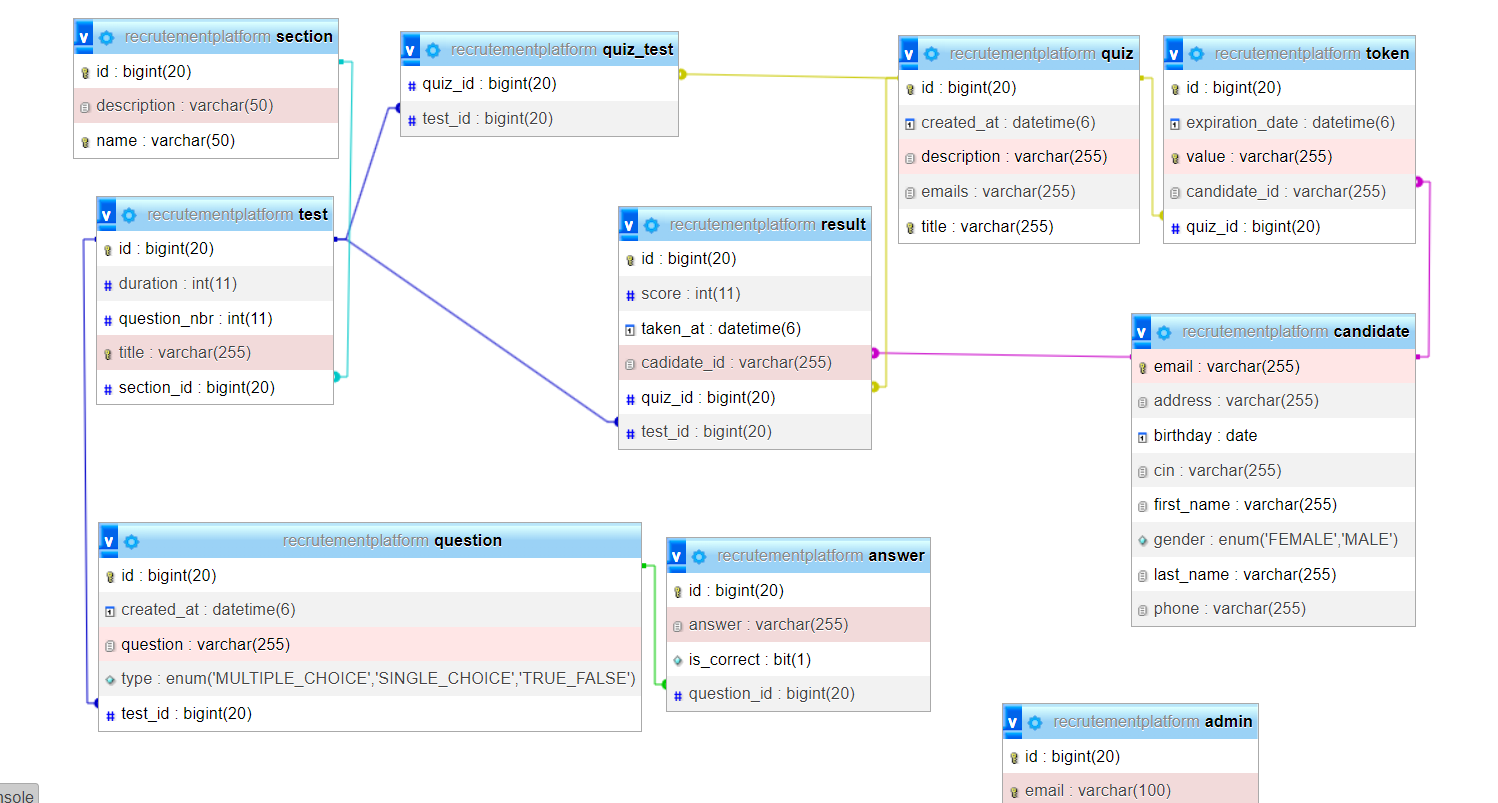 v recrutementplatform section
id : bigint(20)
description : varchar(50)
name : varchar(50)
v recrutementplatform quiz_test
# quiz_id : bigint(20)
# test_id : bigint(20)
v recrutementplatform quiz
id : bigint(20)
created_at : datetime(6)
description : varchar(255)
emails : varchar(255)
title : varchar(255)
v recrutementplatform token
id : bigint(20)
expiration_date : datetime(6)
value : varchar(255)
candidate_id : varchar(255)
# quiz_id : bigint(20)
v recrutementplatform test
id : bigint(20)
# duration : int(11)
# question_nbr : int(11)
title : varchar(255)
# section_id : bigint(20)
v recrutementplatform result
id : bigint(20)
# score : int(11)
taken_at : datetime(6)
cadidate_id : varchar(255)
# quiz_id : bigint(20)
# test_id : bigint(20)
v recrutementplatform candidate
email : varchar(255)
address : varchar(255)
birthday : date
cin : varchar(255)
first_name : varchar(255)
gender : enum('FEMALE','MALE')
last_name : varchar(255)
phone : varchar(255)
v recrutementplatform question
id : bigint(20)
created_at : datetime(6)
question : varchar(255)
type : enum('MULTIPLE_CHOICE','SINGLE_CHOICE','TRUE_FALSE')
# test_id : bigint(20)
v recrutementplatform answer
id : bigint(20)
answer : varchar(255)
is_correct : bit(1)
# question_id : bigint(20)
v recrutementplatform admin
id : bigint(20)
email : varchar(100)
nsole